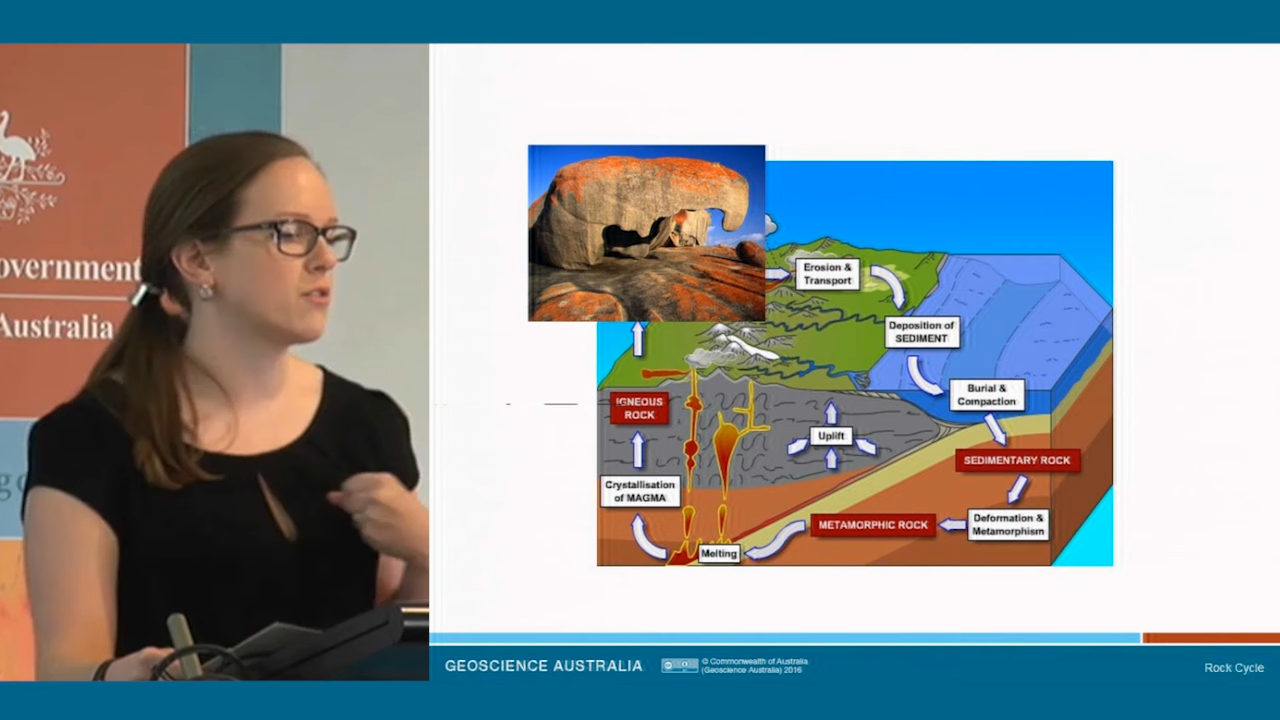 overnment
Australia
Erosion &
Transport
Deposition of
SEDIMENT
Burial &
Compaction
IGNEOUS
ROCK
Uplift
SEDIMENTARY ROCK
Crystallisation
of MAGMA
METAMORPHIC ROCK
Deformation &
Metamorphism
Melting
GEOSCIENCE AUSTRALIA
© Commonwealth of Australia
(Geoscience Australia) 2016
Rock Cycle